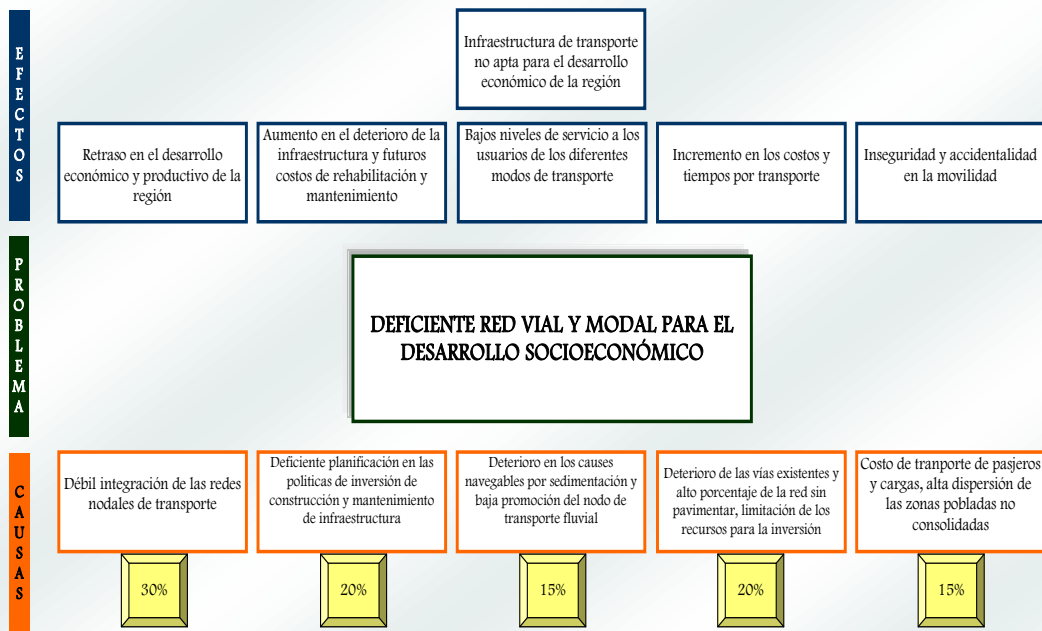 EFECTOS
Infraestructura de transporte
no apta para el desarrollo
económico de la región
Retraso en el desarrollo
económico y productivo de la
región
Aumento en el deterioro de la
infraestructura y futuros
costos de rehabilitación y
mantenimiento
Bajos niveles de servicio a los
usuarios de los diferentes
modos de transporte
Incremento en los costos y
tiempos por transporte
Inseguridad y accidentalidad
en la movilidad
PROBLEMA
DEFICIENTE RED VIAL Y MODAL PARA EL
DESARROLLO SOCIOECONÓMICO
CAUSAS
Débil integración de las redes
nodales de transporte
Deficiente planificación en las
politicas de inversión de
construcción y mantenimiento
de infraestructura
Deterioro en los causes
navegables por sedimentación y
baja promoción del nodo de
transporte fluvial
Deterioro de las vías existentes y
alto porcentaje de la red sin
pavimentar, limitación de los
recursos para la inversión
Costo de tranporte de pasjeros
y cargas, alta dispersión de
las zonas pobladas no
consolidadas
30%
20%
15%
20%
15%